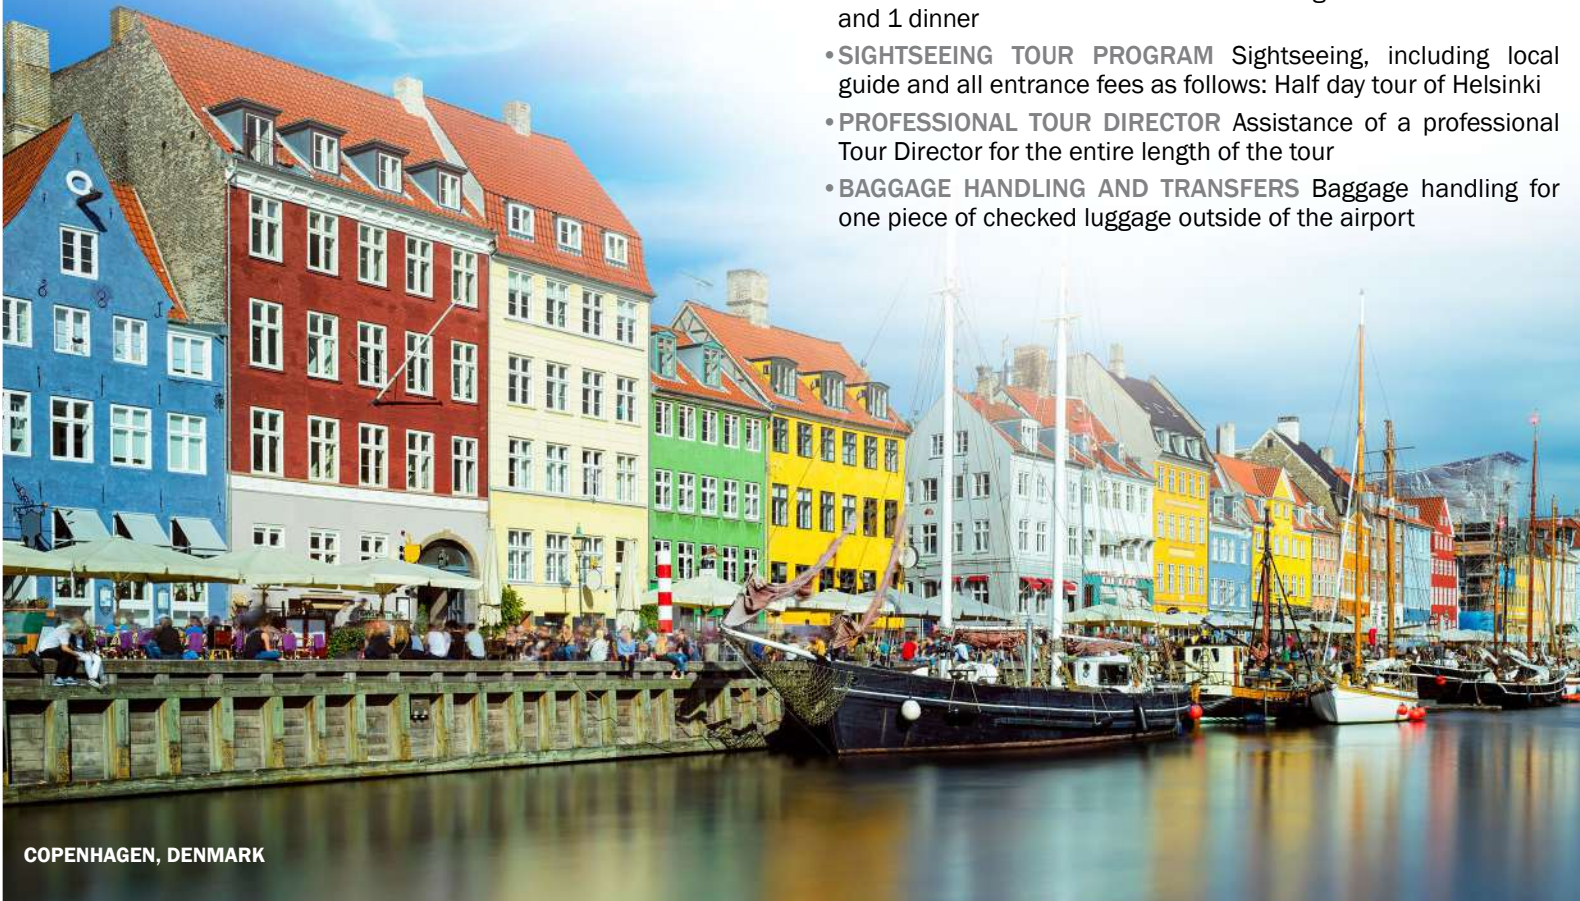 and 1 dinner
• SIGHTSEEING TOUR PROGRAM Sightseeing, including local
guide and all entrance fees as follows: Half day tour of Helsinki
• PROFESSIONAL TOUR DIRECTOR Assistance of a professional
Tour Director for the entire length of the tour
• BAGGAGE HANDLING AND TRANSFERS Baggage handling for
one piece of checked luggage outside of the airport
COPENHAGEN, DENMARK